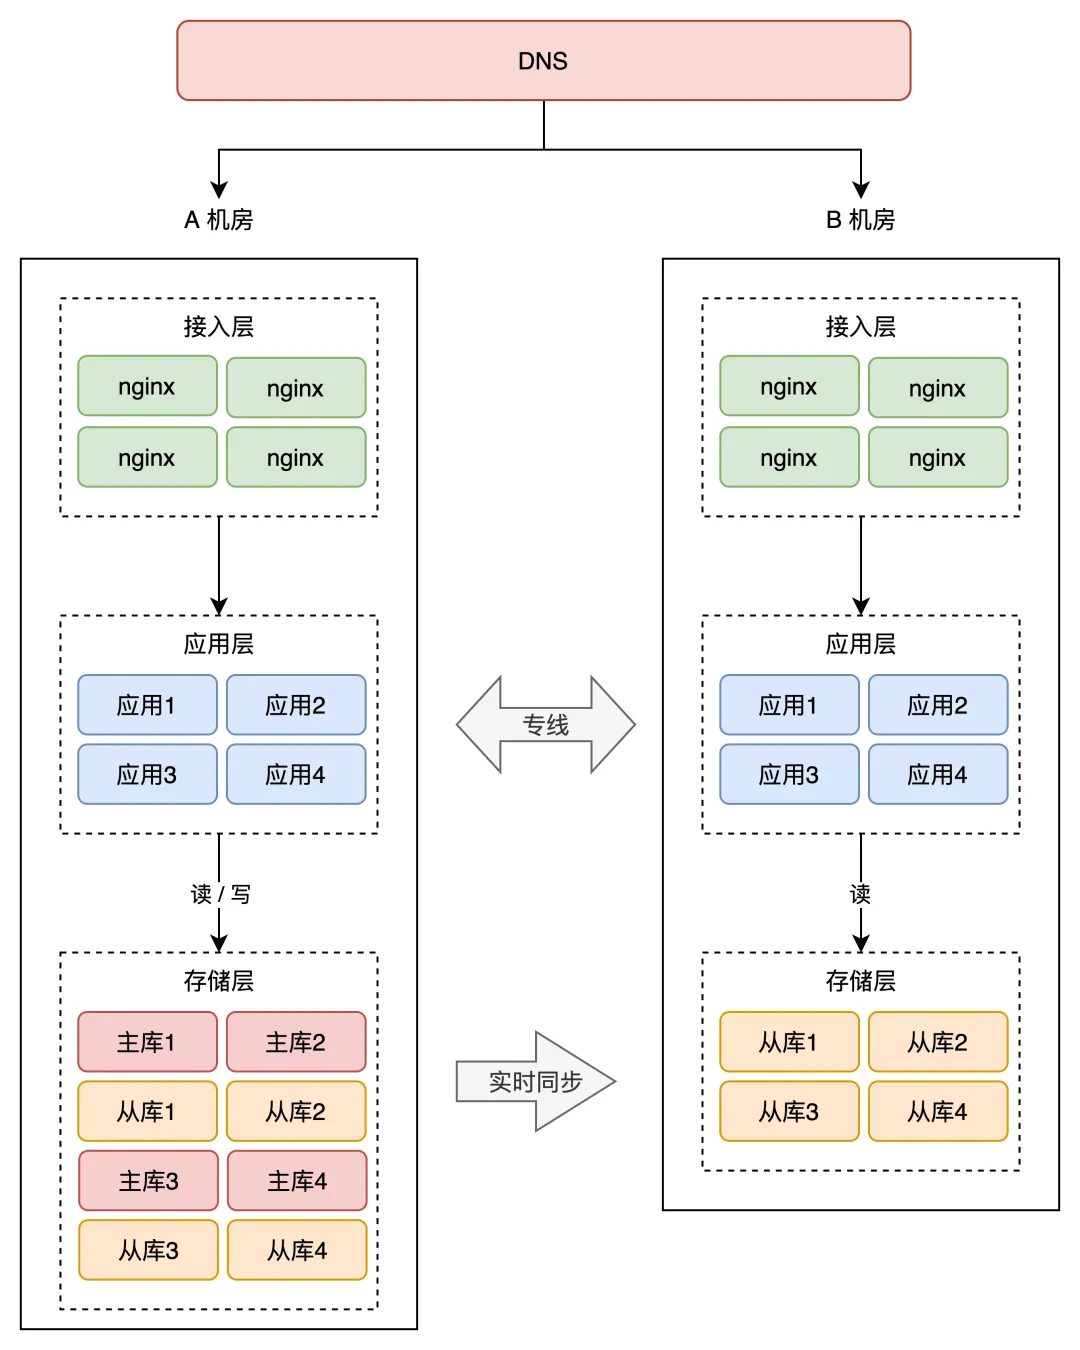 DNS
A 机房
B 机房
接入层
nginx
nginx
nginx
nginx
应用层
应用1
应用2
应用3
应用4
读 / 写
存储层
主库1
主库2
从库1
从库2
主库3
主库4
从库3
从库4
专线
实时同步
接入层
nginx
nginx
nginx
nginx
应用层
应用1
应用2
应用3
应用4
读
存储层
从库1
从库2
从库3
从库4